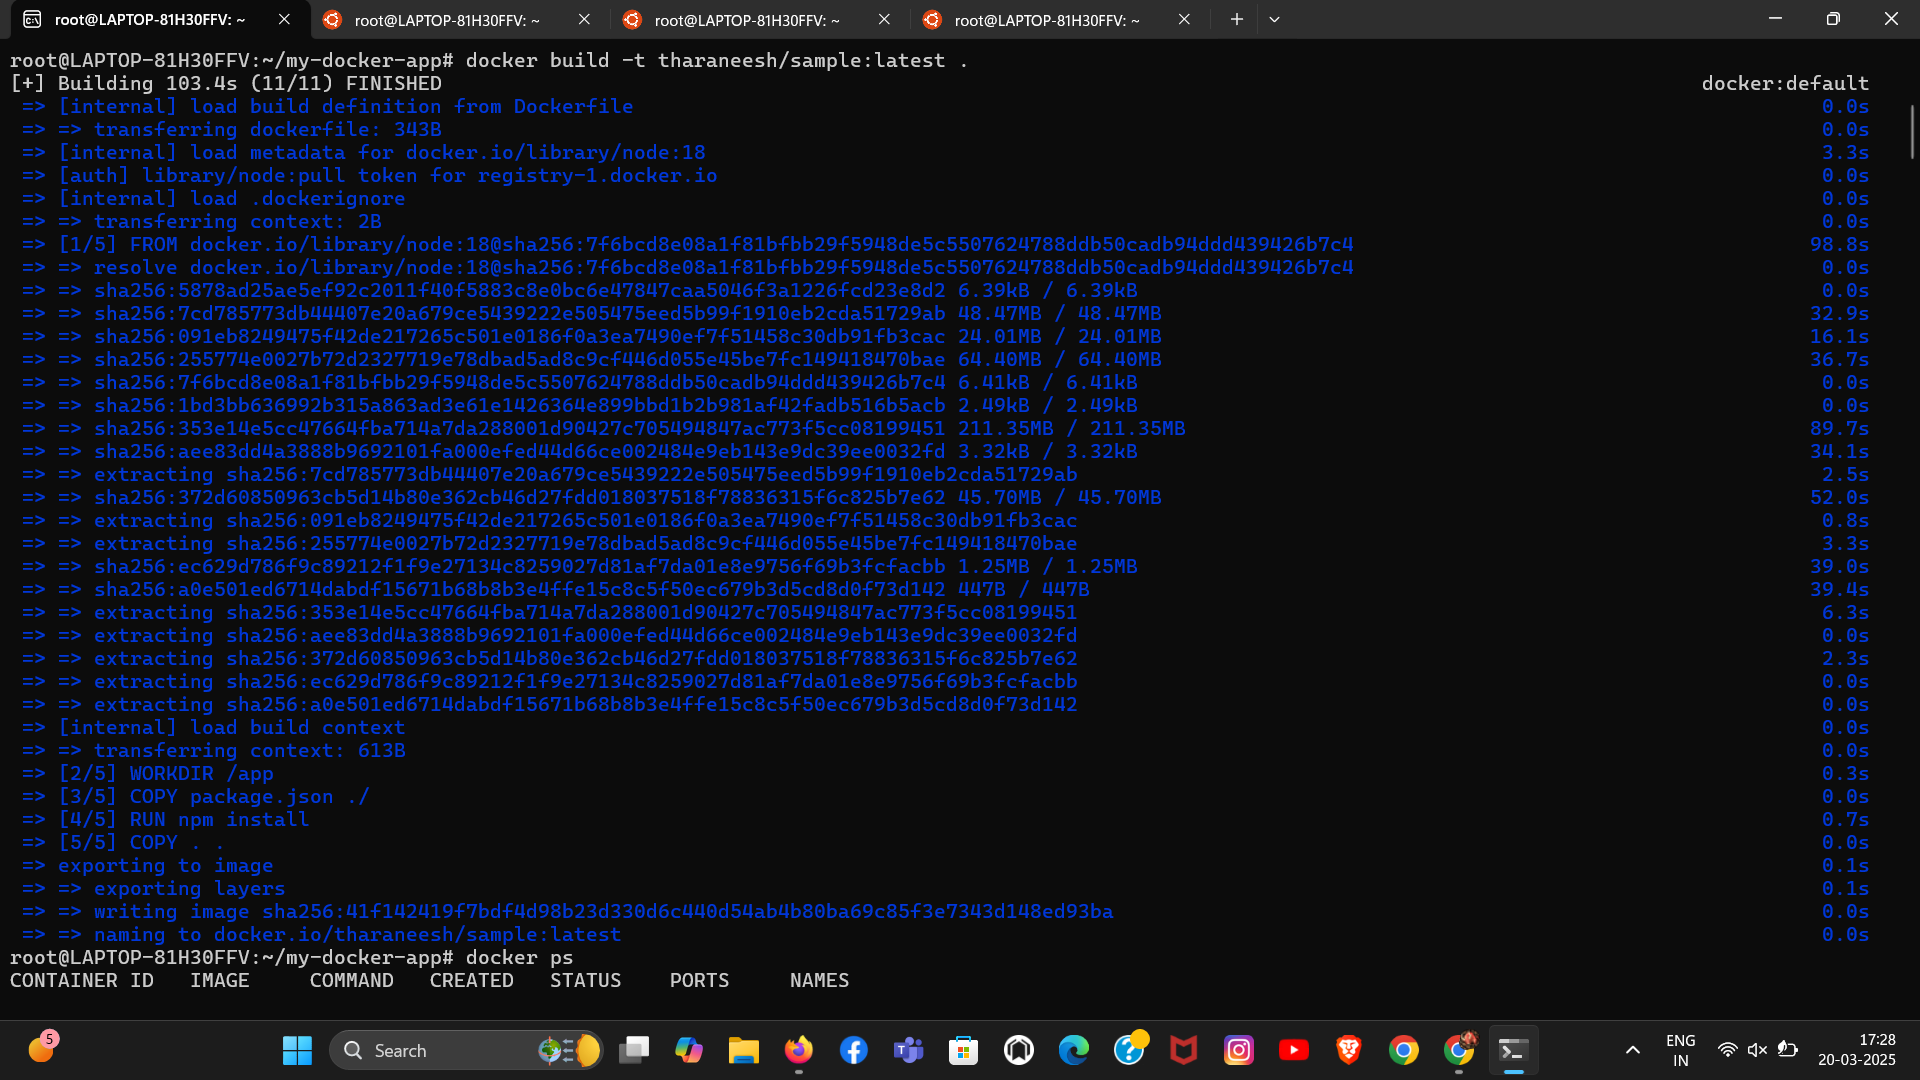 root@LAPTOP-81H30FFV: ~
root@LAPTOP-81H30FFV: ~
root@LAPTOP-81H30FFV: ~
root@LAPTOP-81H30FFV: ~
root@LAPTOP-81H30FFV:~/my-docker-app# docker build -t tharaneesh/sample:latest .
[+] Building 103.4s (11/11) FINISHED docker:default
=> [internal] load build definition from Dockerfile 0.0s
=> => transferring dockerfile: 343B 0.0s
=> [internal] load metadata for docker.io/library/node:18 3.3s
=> [auth] library/node:pull token for registry-1.docker.io 0.0s
=> [internal] load .dockerignore 0.0s
=> => transferring context: 2B 0.0s
=> [1/5] FROM docker.io/library/node:18@sha256:7f6bcd8e08a1f81bfbb29f5948de5c5507624788ddb50cadb94ddd439426b7c4 98.8s
=> => resolve docker.io/library/node:18@sha256:7f6bcd8e08a1f81bfbb29f5948de5c5507624788ddb50cadb94ddd439426b7c4 0.0s
=> => sha256:5878ad25ae5ef92c2011f40f5883c8e0bc6e47847caa5046f3a1226fcd23e8d2 6.39kB / 6.39kB 0.0s
=> => sha256:7cd785773db44407e20a679ce5439222e505475eed5b99f1910eb2cda51729ab 48.47MB / 48.47MB 32.9s
=> => sha256:091eb8249475f42de217265c501e0186f0a3ea7490ef7f51458c30db91fb3cac 24.01MB / 24.01MB 16.1s
=> => sha256:255774e0027b72d2327719e78dbad5ad8c9cf446d055e45be7fc149418470bae 64.40MB / 64.40MB 36.7s
=> => sha256:7f6bcd8e08a1f81bfbb29f5948de5c5507624788ddb50cadb94ddd439426b7c4 6.41kB / 6.41kB 0.0s
=> => sha256:1bd3bb636992b315a863ad3e61e1426364e899bbd1b2b981af42fadb516b5acb 2.49kB / 2.49kB 0.0s
=> => sha256:353e14e5cc47664fba714a7da288001d90427c705494847ac773f5cc08199451 211.35MB / 211.35MB 89.7s
=> => sha256:aee83dd4a3888b9692101fa000efed44d66ce002484e9eb143e9dc39ee0032fd 3.32kB / 3.32kB 34.1s
=> => extracting sha256:7cd785773db44407e20a679ce5439222e505475eed5b99f1910eb2cda51729ab 2.5s
=> => sha256:372d60850963cb5d14b80e362cb46d27fdd018037518f78836315f6c825b7e62 45.70MB / 45.70MB 52.0s
=> => extracting sha256:091eb8249475f42de217265c501e0186f0a3ea7490ef7f51458c30db91fb3cac 0.8s
=> => extracting sha256:255774e0027b72d2327719e78dbad5ad8c9cf446d055e45be7fc149418470bae 3.3s
=> => sha256:ec629d786f9c89212f1f9e27134c8259027d81af7da01e8e9756f69b3fcfacbb 1.25MB / 1.25MB 39.0s
=> => sha256:a0e501ed6714dabdf15671b68b8b3e4ffe15c8c5f50ec679b3d5cd8d0f73d142 447B / 447B 39.4s
=> => extracting sha256:353e14e5cc47664fba714a7da288001d90427c705494847ac773f5cc08199451 6.3s
=> => extracting sha256:aee83dd4a3888b9692101fa000efed44d66ce002484e9eb143e9dc39ee0032fd 0.0s
=> => extracting sha256:372d60850963cb5d14b80e362cb46d27fdd018037518f78836315f6c825b7e62 2.3s
=> => extracting sha256:ec629d786f9c89212f1f9e27134c8259027d81af7da01e8e9756f69b3fcfacbb 0.0s
=> => extracting sha256:a0e501ed6714dabdf15671b68b8b3e4ffe15c8c5f50ec679b3d5cd8d0f73d142 0.0s
=> [internal] load build context 0.0s
=> => transferring context: 613B 0.0s
=> [2/5] WORKDIR /app 0.3s
=> [3/5] COPY package.json ./ 0.0s
=> [4/5] RUN npm install 0.7s
=> [5/5] COPY . . 0.0s
=> exporting to image 0.1s
=> => exporting layers 0.1s
=> => writing image sha256:41f142419f7bdf4d98b23d330d6c440d54ab4b80ba69c85f3e7343d148ed93ba 0.0s
=> => naming to docker.io/tharaneesh/sample:latest 0.0s
root@LAPTOP-81H30FFV:~/my-docker-app# docker ps
CONTAINER ID IMAGE COMMAND CREATED STATUS PORTS NAMES
5
Search
ENG
IN
17:28
20-03-2025